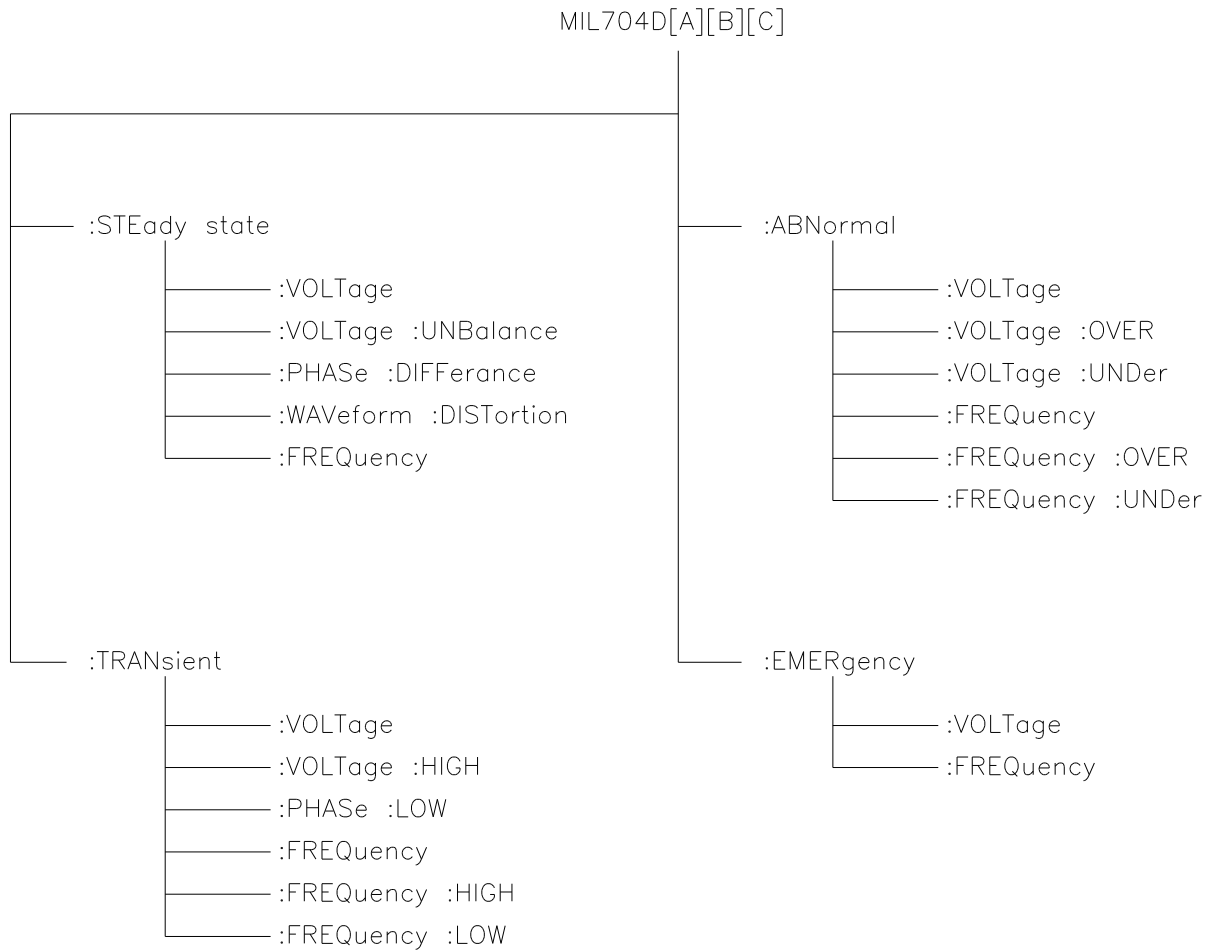 MIL704D[A][B][C]
:STEady state
:VOLTage
:VOLTage :UNBalance
:PHASe :DIFFerance
:WAVeform :DISTortion
:FREQuency
:ABNormal
:VOLTage
:VOLTage :OVER
:VOLTage :UNDer
:FREQuency
:FREQuency :OVER
:FREQuency :UNDer
:TRANsient
:VOLTage
:VOLTage :HIGH
:PHASe :LOW
:FREQuency
:FREQuency :HIGH
:FREQuency :LOW
:EMERgency
:VOLTage
:FREQuency